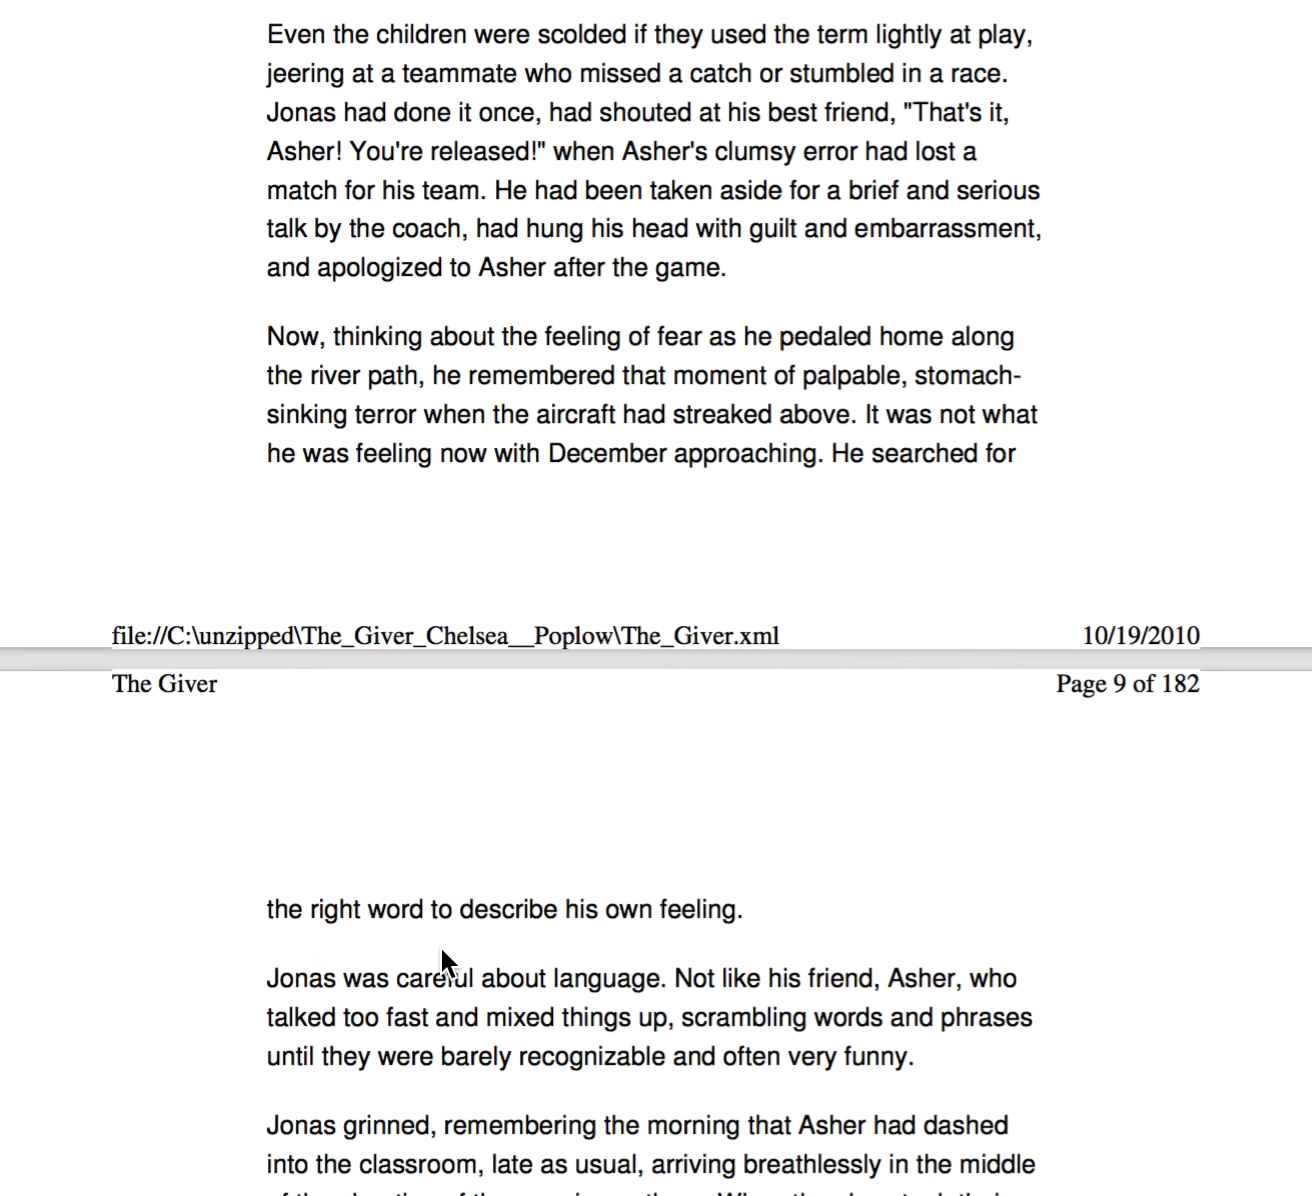 Even the children were scolded if they used the term lightly at play,
jeering at a teammate who missed a catch or stumbled in a race.
Jonas had done it once, had shouted at his best friend, "That's it,
Asher! You're released!" when Asher's clumsy error had lost a
match for his team. He had been taken aside for a brief and serious
talk by the coach, had hung his head with guilt and embarrassment,
and apologized to Asher after the game.
Now, thinking about the feeling of fear as he pedaled home along
the river path, he remembered that moment of palpable, stomach-
sinking terror when the aircraft had streaked above. It was not what
he was feeling now with December approaching. He searched for
file://C:\unzipped\The_Giver_Chelsea__Poplow\The_Giver.xml 10/19/2010
The Giver Page 9 of 182
the right word to describe his own feeling.
Jonas was careful about language. Not like his friend, Asher, who
talked too fast and mixed things up, scrambling words and phrases
until they were barely recognizable and often very funny.
Jonas grinned, remembering the morning that Asher had dashed
into the classroom, late as usual, arriving breathlessly in the middle